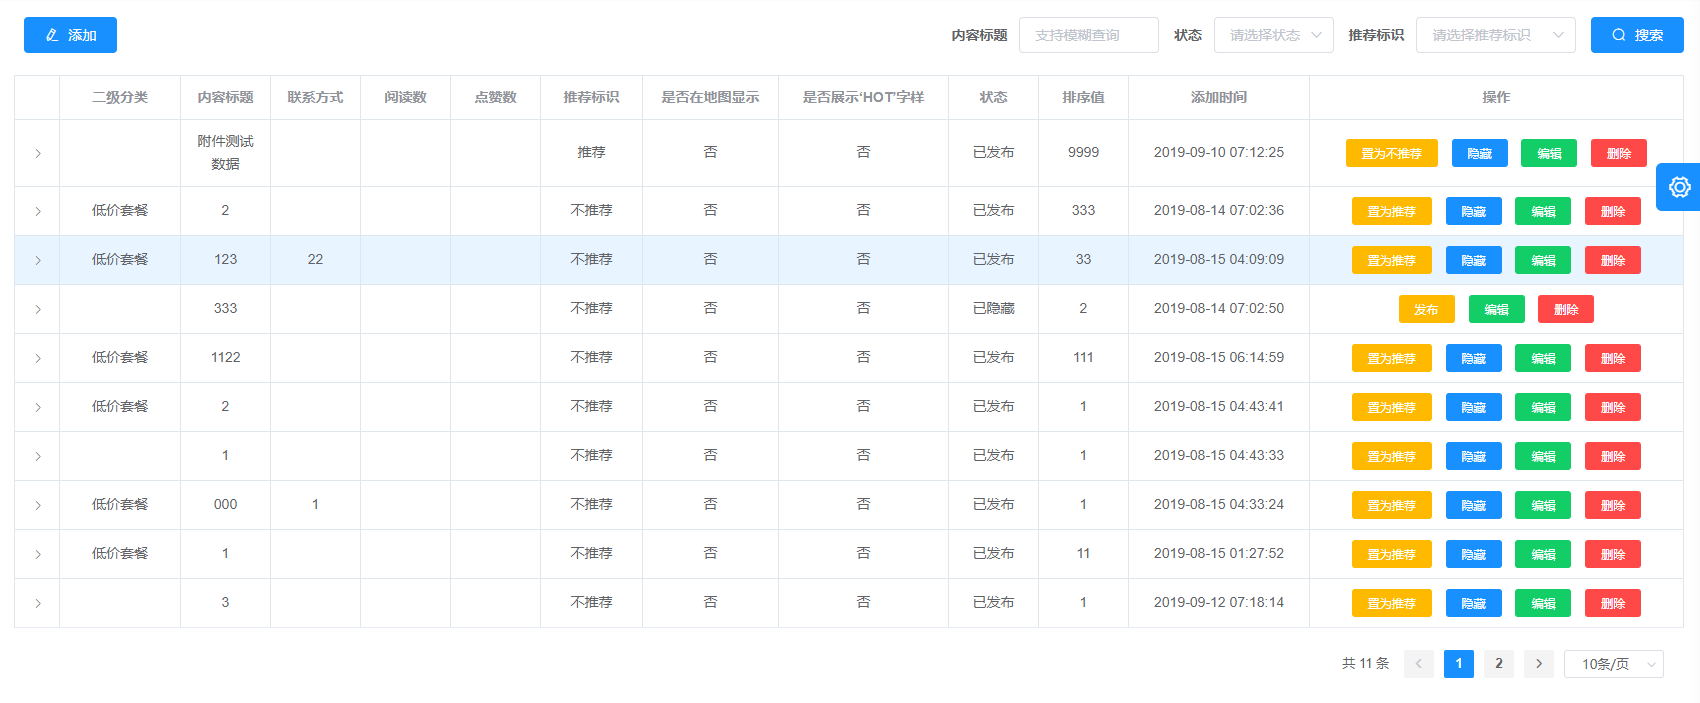 添加 内容标题 支持模糊查询 状态 请选择状态 推荐标识 请选择推荐标识 搜索
二级分类 内容标题 联系方式 阅读数 点赞数 推荐标识 是否在地图显示 是否展示‘HOT’字样 状态 排序值 添加时间 操作
附件测试
数据
推荐 否 否 已发布 9999 2019-09-10 07:12:25 置为不推荐 隐藏 编辑 删除
低价套餐 2 不推荐 否 否 已发布 333 2019-08-14 07:02:36 置为推荐 隐藏 编辑 删除
低价套餐 123 22 不推荐 否 否 已发布 33 2019-08-15 04:09:09 置为推荐 隐藏 编辑 删除
333 不推荐 否 否 已隐藏 2 2019-08-14 07:02:50 发布 编辑 删除
低价套餐 1122 不推荐 否 否 已发布 111 2019-08-15 06:14:59 置为推荐 隐藏 编辑 删除
低价套餐 2 不推荐 否 否 已发布 1 2019-08-15 04:43:41 置为推荐 隐藏 编辑 删除
1 不推荐 否 否 已发布 1 2019-08-15 04:43:33 置为推荐 隐藏 编辑 删除
低价套餐 000 1 不推荐 否 否 已发布 1 2019-08-15 04:33:24 置为推荐 隐藏 编辑 删除
低价套餐 1 不推荐 否 否 已发布 11 2019-08-15 01:27:52 置为推荐 隐藏 编辑 删除
3 不推荐 否 否 已发布 1 2019-09-12 07:18:14 置为推荐 隐藏 编辑 删除
共 11 条 1 2 10条/页